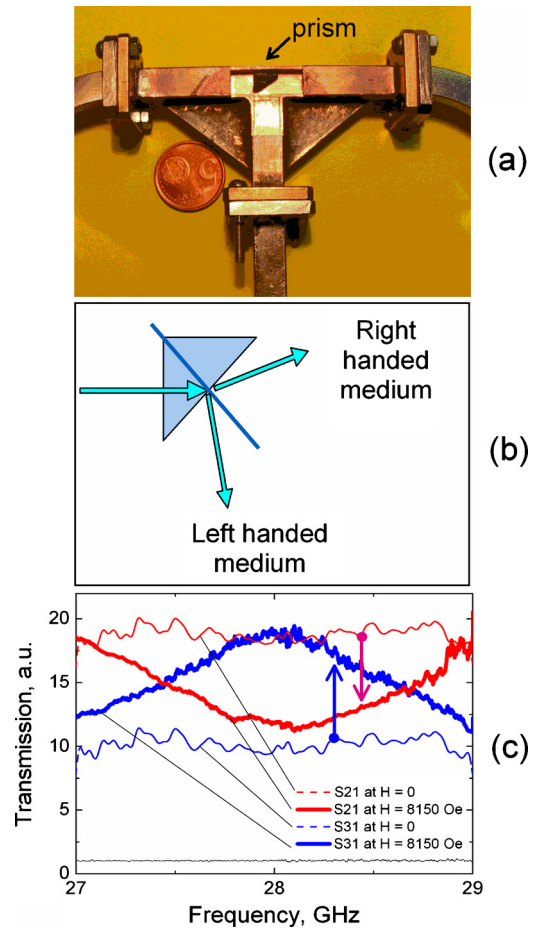 prism
5
(a)
Right
handed
medium
Left handed
medium
(b)
Transmission, a.u.
20
15
10
5
0
S21 at H = 0
S21 at H = 8150 Oe
S31 at H = 0
S31 at H = 8150 Oe
27
28
29
Frequency, GHz
(c)